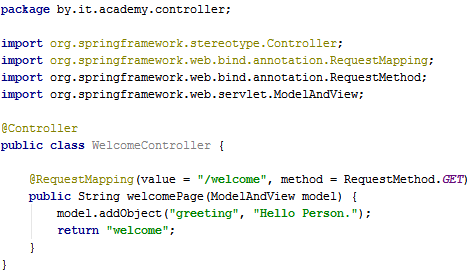 package by.it.academy.controller;
import org.springframework.stereotype.Controller;
import org.springframework.web.bind.annotation.RequestMapping;
import org.springframework.web.bind.annotation.RequestMethod;
import org.springframework.web.servlet.ModelAndView;
@Controller
public class WelcomeController {
@RequestMapping(value = "/welcome", method = RequestMethod.GET)
public String welcomePage(ModelAndView model) {
model.addObject("greeting", "Hello Person.");
return "welcome";
}
}